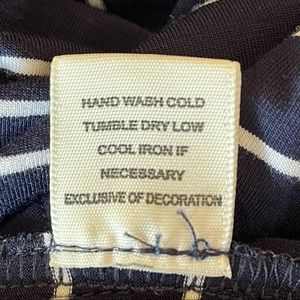 HAND WASH COLD
TUMBLE DRY LOW
COOL IRON IF
NECESSARY
EXCLUSIVE OF DECORATION